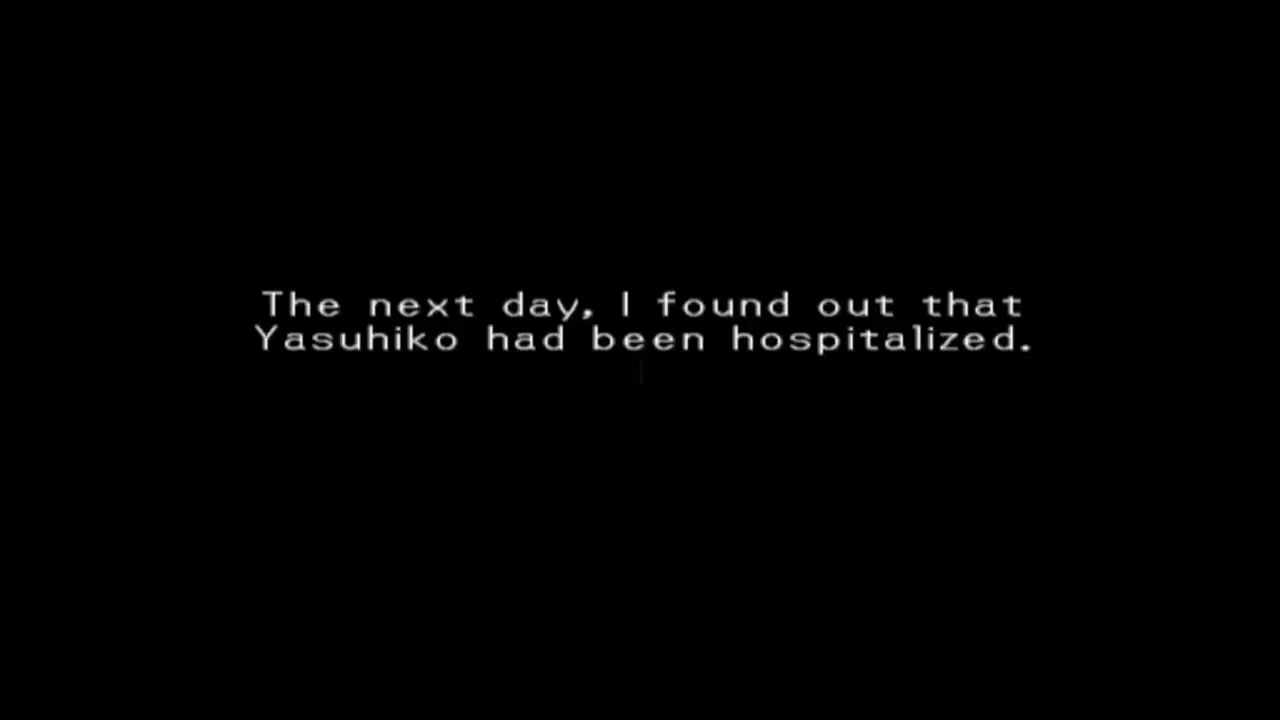 The next day, I found out that
Yasuhiko had been hospitalized.